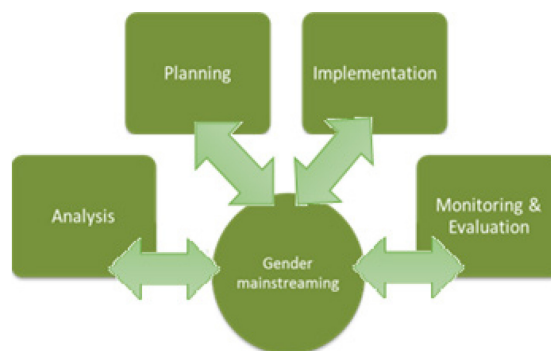 Planning
Implementation
Analysis
Monitoring &
Evaluation
Gender
mainstreaming